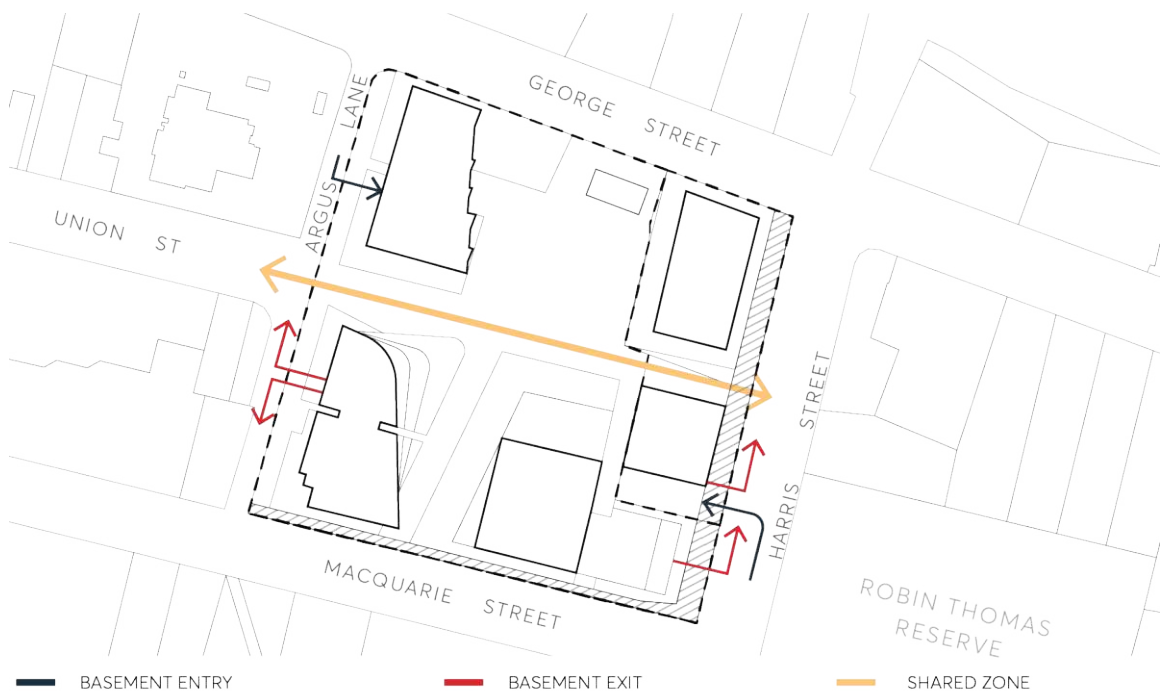 GEORGE STREET
ARGUS LANE
UNION ST
HARRIS STREET
MACQUARIE STREET
ROBIN THOMAS
RESERVE
BASEMENT ENTRY
BASEMENT EXIT
SHARED ZONE